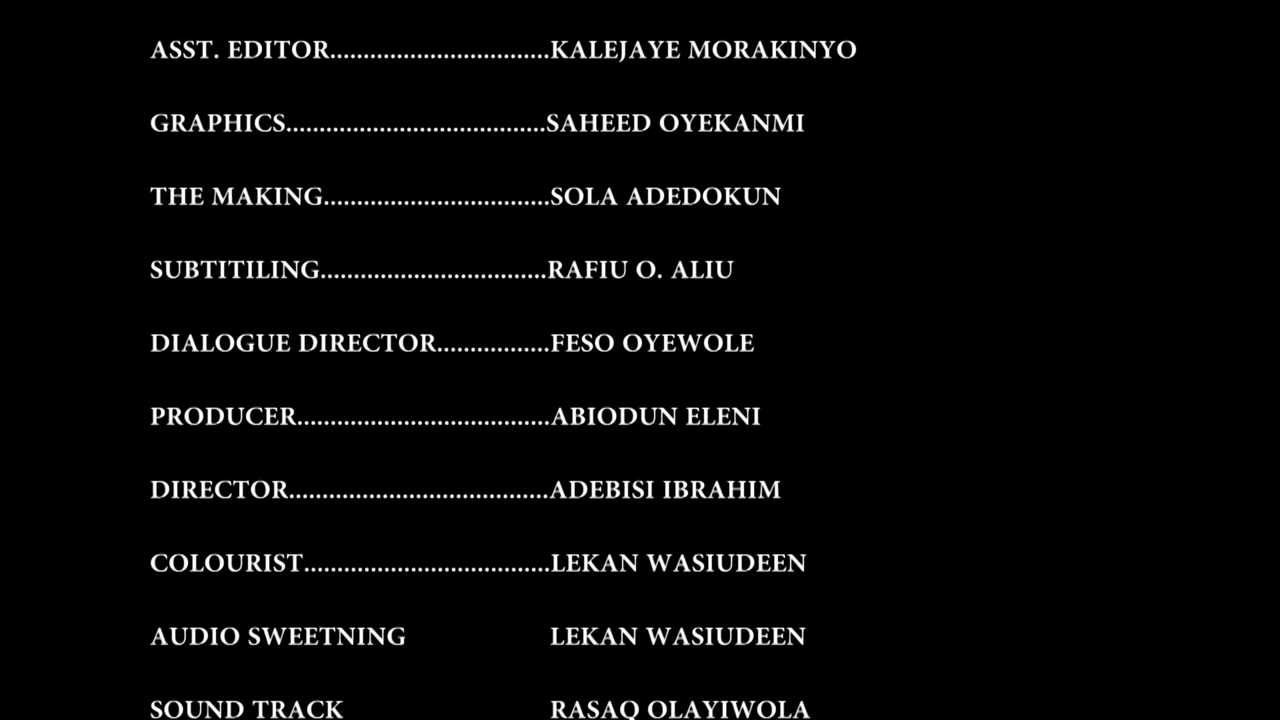 ASST. EDITOR.................................KALEJAYE MORAKINYO
GRAPHICS.......................................SAHEED OYEKANMI
THE MAKING..................................SOLA ADEDOKUN
SUBTITILING..................................RAFIU O. ALIU
DIALOGUE DIRECTOR.................FESO OYEWOLE
PRODUCER......................................ABIODUN ELENI
DIRECTOR.......................................ADEBISI IBRAHIM
COLOURIST.....................................LEKAN WASIUDEEN
AUDIO SWEETNING LEKAN WASIUDEEN
SOUND TRACK RASAQ OLAYIWOLA